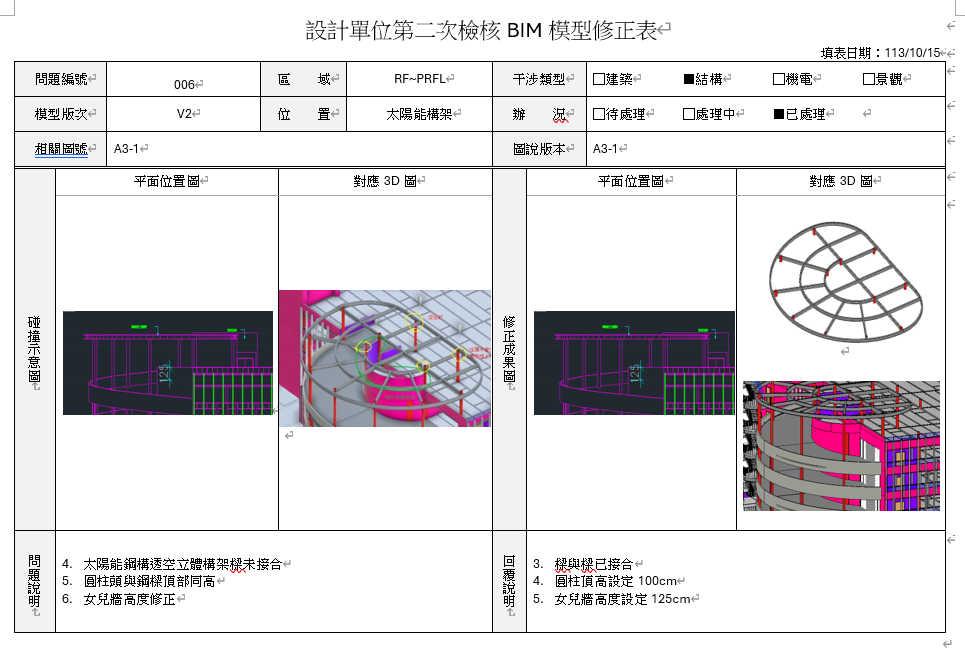 設計單位第二次檢核 BIM 模型修正表
填表日期：113/10/15
問題編號 006 區 域 RF~PRFL 干涉類型 □建築 ■結構 □機電 □景觀
模型版次 V2 位 置 太陽能構架 辦 況 □待處理 □處理中 ■已處理
相關圖號 A3-1 圖說版本 A3-1
平面位置圖 對應 3D 圖 平面位置圖 對應 3D 圖
碰撞示意圖
125
修正成果圖
125
問題說明
4. 太陽能鋼構透空立體構架樑未接合
5. 圓柱頭與鋼樑頂部同高
6. 女兒牆高度修正
回覆說明
3. 樑與樑已接合
4. 圓柱頂高設定 100cm
5. 女兒牆高度設定 125cm